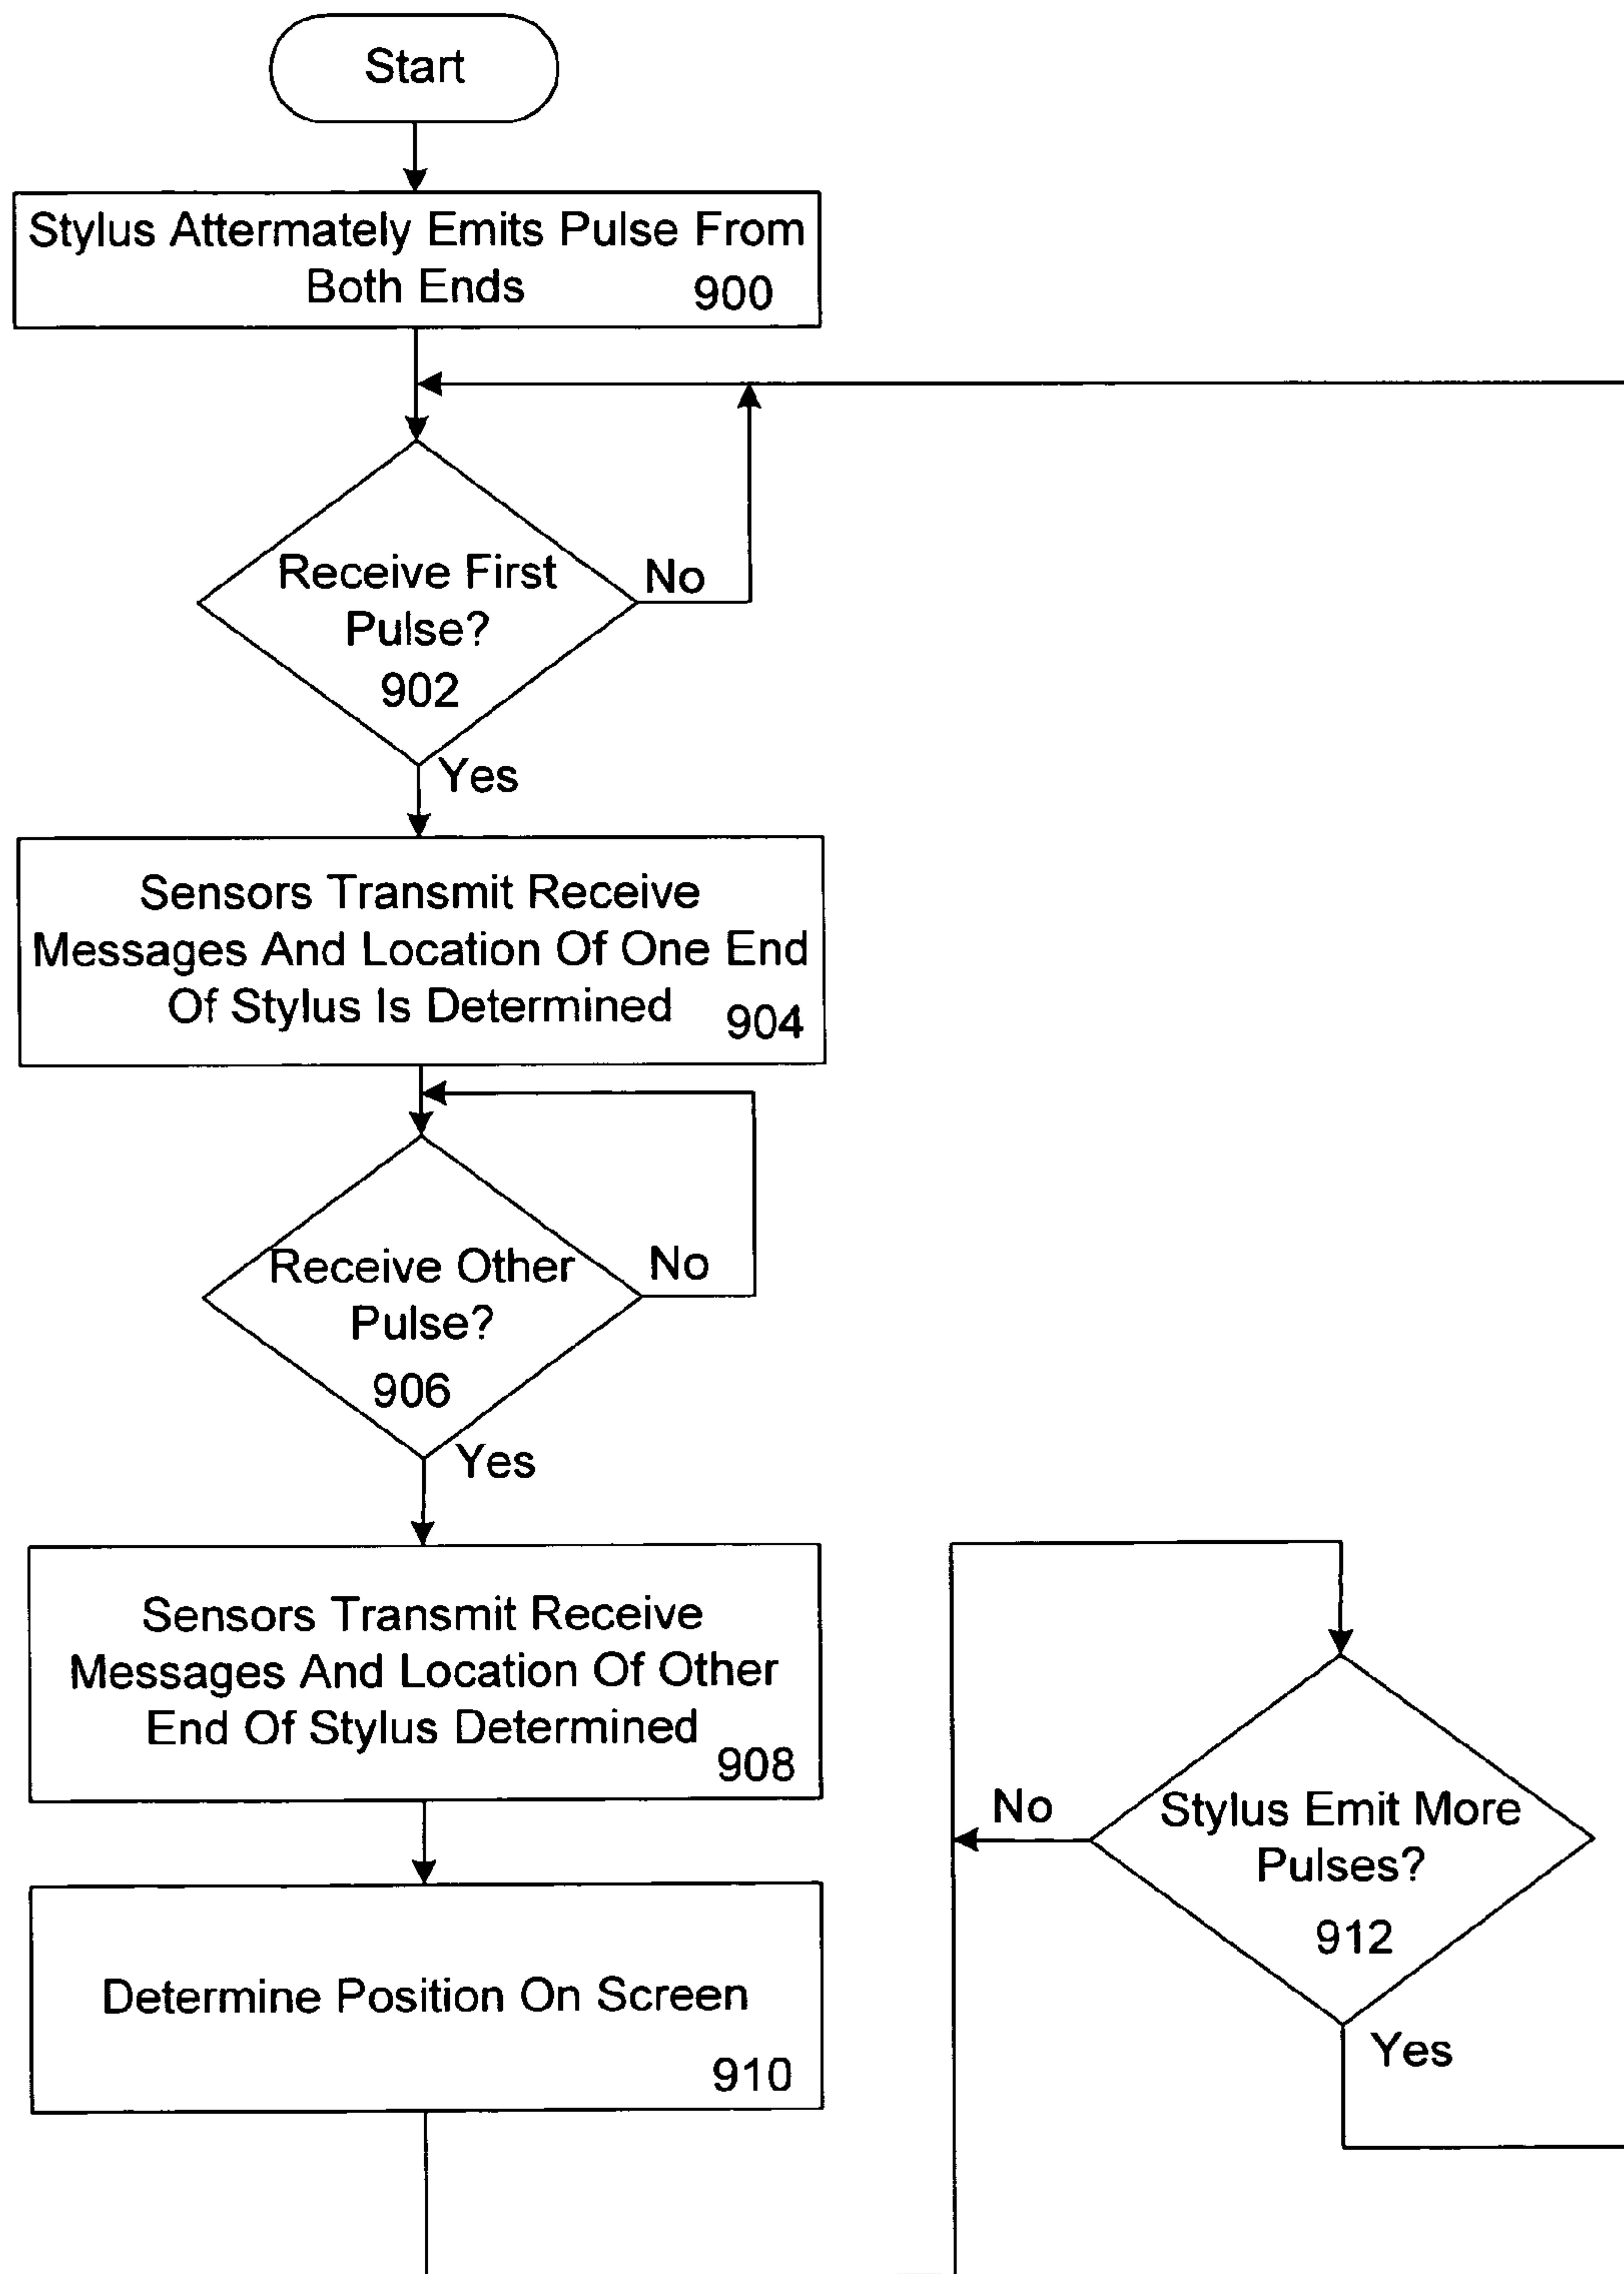 Start
Stylus Attermately Emits Pulse From
Both Ends
900
Receive First
Pulse?
902
No
Yes
Sensors Transmit Receive
Messages And Location Of One End
Of Stylus Is Determined
904
Receive Other
Pulse?
906
No
Yes
Sensors Transmit Receive
Messages And Location Of Other
End Of Stylus Determined
908
Determine Position On Screen
910
Stylus Emit More
Pulses?
912
No
Yes